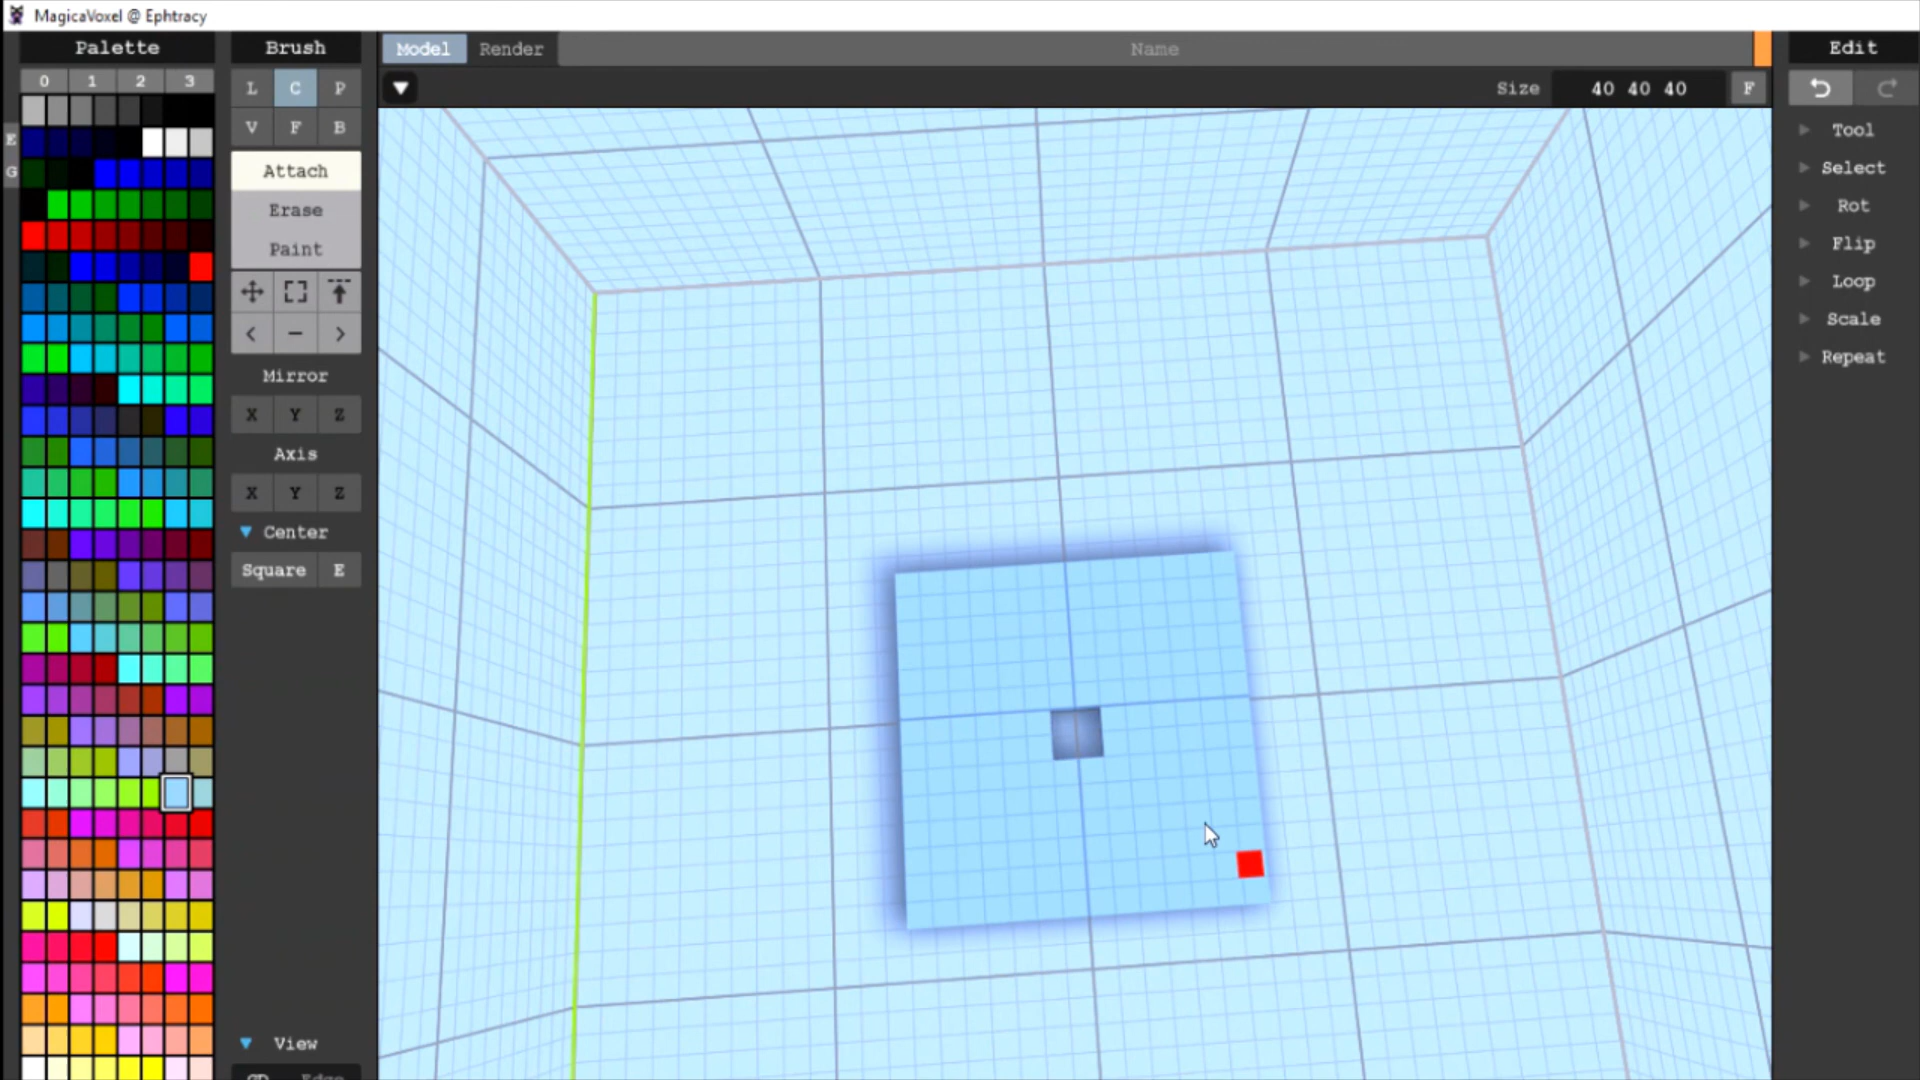 MagicaVoxel @ Ephtracy
Palette
0 1 2 3
E
G
Brush
L C P
V F B
Attach
Erase
Paint
Mirror
X Y Z
Axis
X Y Z
Center
Square E
View
Edge
Model Render Name
Size 40 40 40 F
Edit
Tool
Select
Rot
Flip
Loop
Scale
Repeat